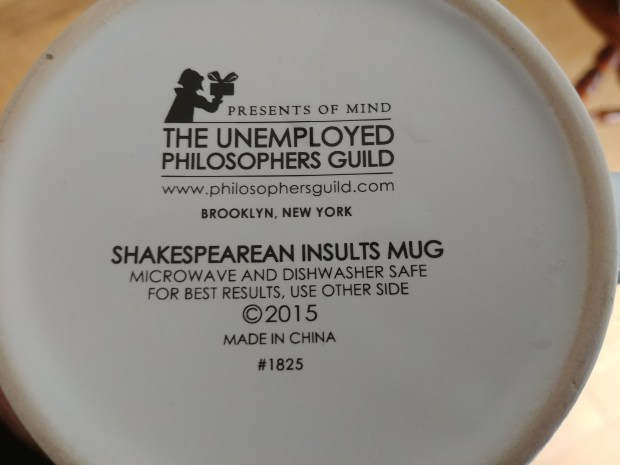 PRESENTS OF MIND
THE UNEMPLOYED
PHILOSOPHERS GUILD
www.philosophersguild.com
BROOKLYN, NEW YORK
SHAKESPEAREAN INSULTS MUG
MICROWAVE AND DISHWASHER SAFE
FOR BEST RESULTS, USE OTHER SIDE
©2015
MADE IN CHINA
#1825